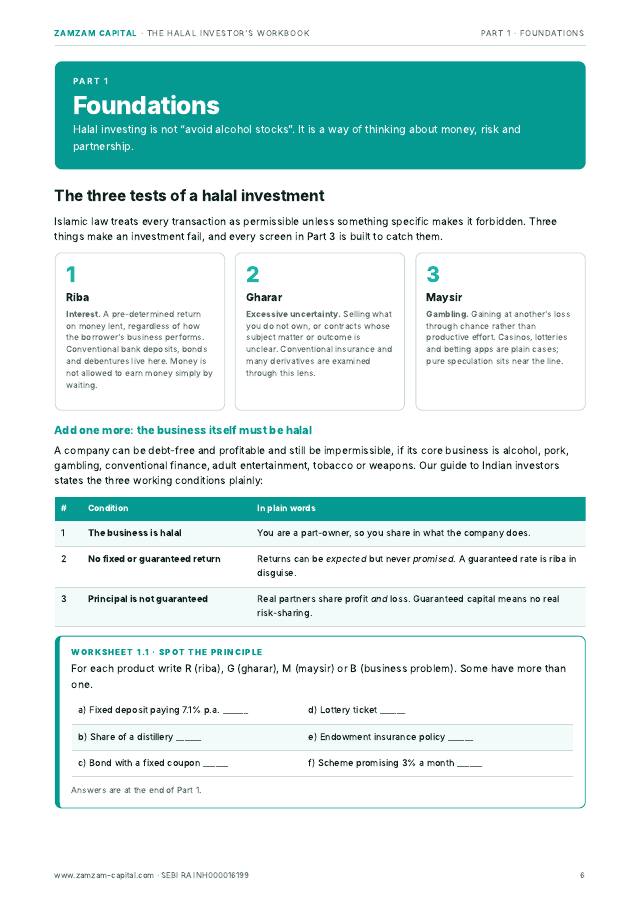 ZAMZAM CAPITAL · THE HALAL INVESTOR'S WORKBOOK
PART 1 · FOUNDATIONS
PART 1
Foundations
Halal investing is not "avoid alcohol stocks". It is a way of thinking about money, risk and
partnership.
The three tests of a halal investment
Islamic law treats every transaction as permissible unless something specific makes it forbidden. Three
things make an investment fail, and every screen in Part 3 is built to catch them.
1
Riba
Interest. A pre-determined return
on money lent, regardless of how
the borrower's business performs.
Conventional bank deposits, bonds
and debentures live here. Money is
not allowed to earn money simply by
waiting.
2
Gharar
Excessive uncertainty. Selling what
you do not own, or contracts whose
subject matter or outcome is
unclear. Conventional insurance and
many derivatives are examined
through this lens.
3
Maysir
Gambling. Gaining at another's loss
through chance rather than
productive effort. Casinos, lotteries
and betting apps are plain cases;
pure speculation sits near the line.
Add one more: the business itself must be halal
A company can be debt-free and profitable and still be impermissible, if its core business is alcohol, pork,
gambling, conventional finance, adult entertainment, tobacco or weapons. Our guide to Indian investors
states the three working conditions plainly:
# Condition In plain words
1 The business is halal You are a part-owner, so you share in what the company does.
2 No fixed or guaranteed return Returns can be expected but never promised. A guaranteed rate is riba in
disguise.
3 Principal is not guaranteed Real partners share profit and loss. Guaranteed capital means no real
risk-sharing.
WORKSHEET 1.1 · SPOT THE PRINCIPLE
For each product write R (riba), G (gharar), M (maysir) or B (business problem). Some have more than
one.
a) Fixed deposit paying 7.1% p.a. _____ d) Lottery ticket _____
b) Share of a distillery _____ e) Endowment insurance policy _____
c) Bond with a fixed coupon _____ f) Scheme promising 3% a month _____
Answers are at the end of Part 1.
www.zamzam-capital.com · SEBI RA INH000016199
6